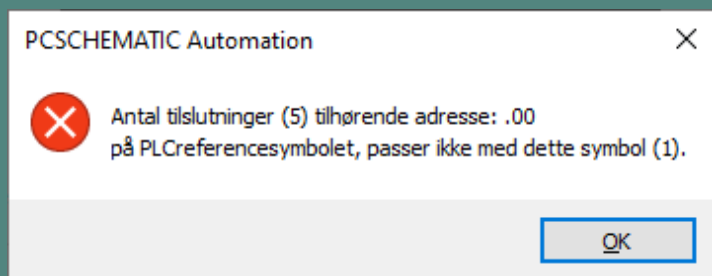 PCSCHEMATIC Automation
Antal tilslutninger (5) tilhørende adresse: .00
på PLCreferencesymbolet, passer ikke med dette symbol (1).
OK